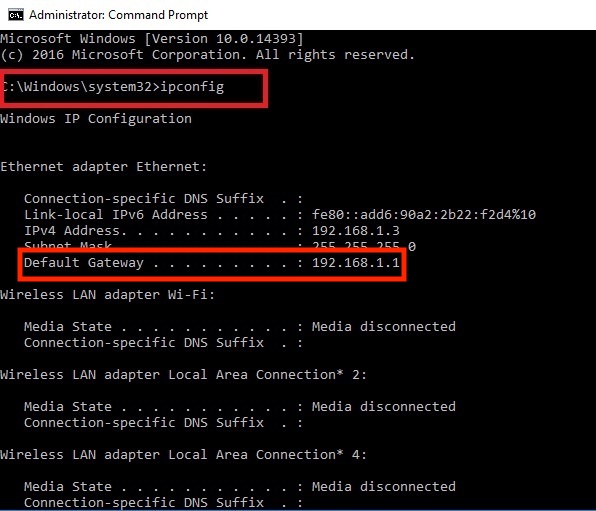 Administrator: Command Prompt
Microsoft Windows [Version 10.0.14393]
(c) 2016 Microsoft Corporation. All rights reserved.
C:\Windows\system32>ipconfig
Windows IP Configuration
Ethernet adapter Ethernet:
Connection-specific DNS Suffix  . :
Link-local IPv6 Address . . . . . : fe80::add6:90a2:2b22:f2d4%10
IPv4 Address. . . . . . . . . . . : 192.168.1.3
Subnet Mask . . . . . . . . . . . : 255.255.255.0
Default Gateway . . . . . . . . . : 192.168.1.1
Wireless LAN adapter Wi-Fi:
Media State . . . . . . . . . . . : Media disconnected
Connection-specific DNS Suffix  . :
Wireless LAN adapter Local Area Connection* 2:
Media State . . . . . . . . . . . : Media disconnected
Connection-specific DNS Suffix  . :
Wireless LAN adapter Local Area Connection* 4:
Media State . . . . . . . . . . . : Media disconnected
Connection-specific DNS Suffix  . :